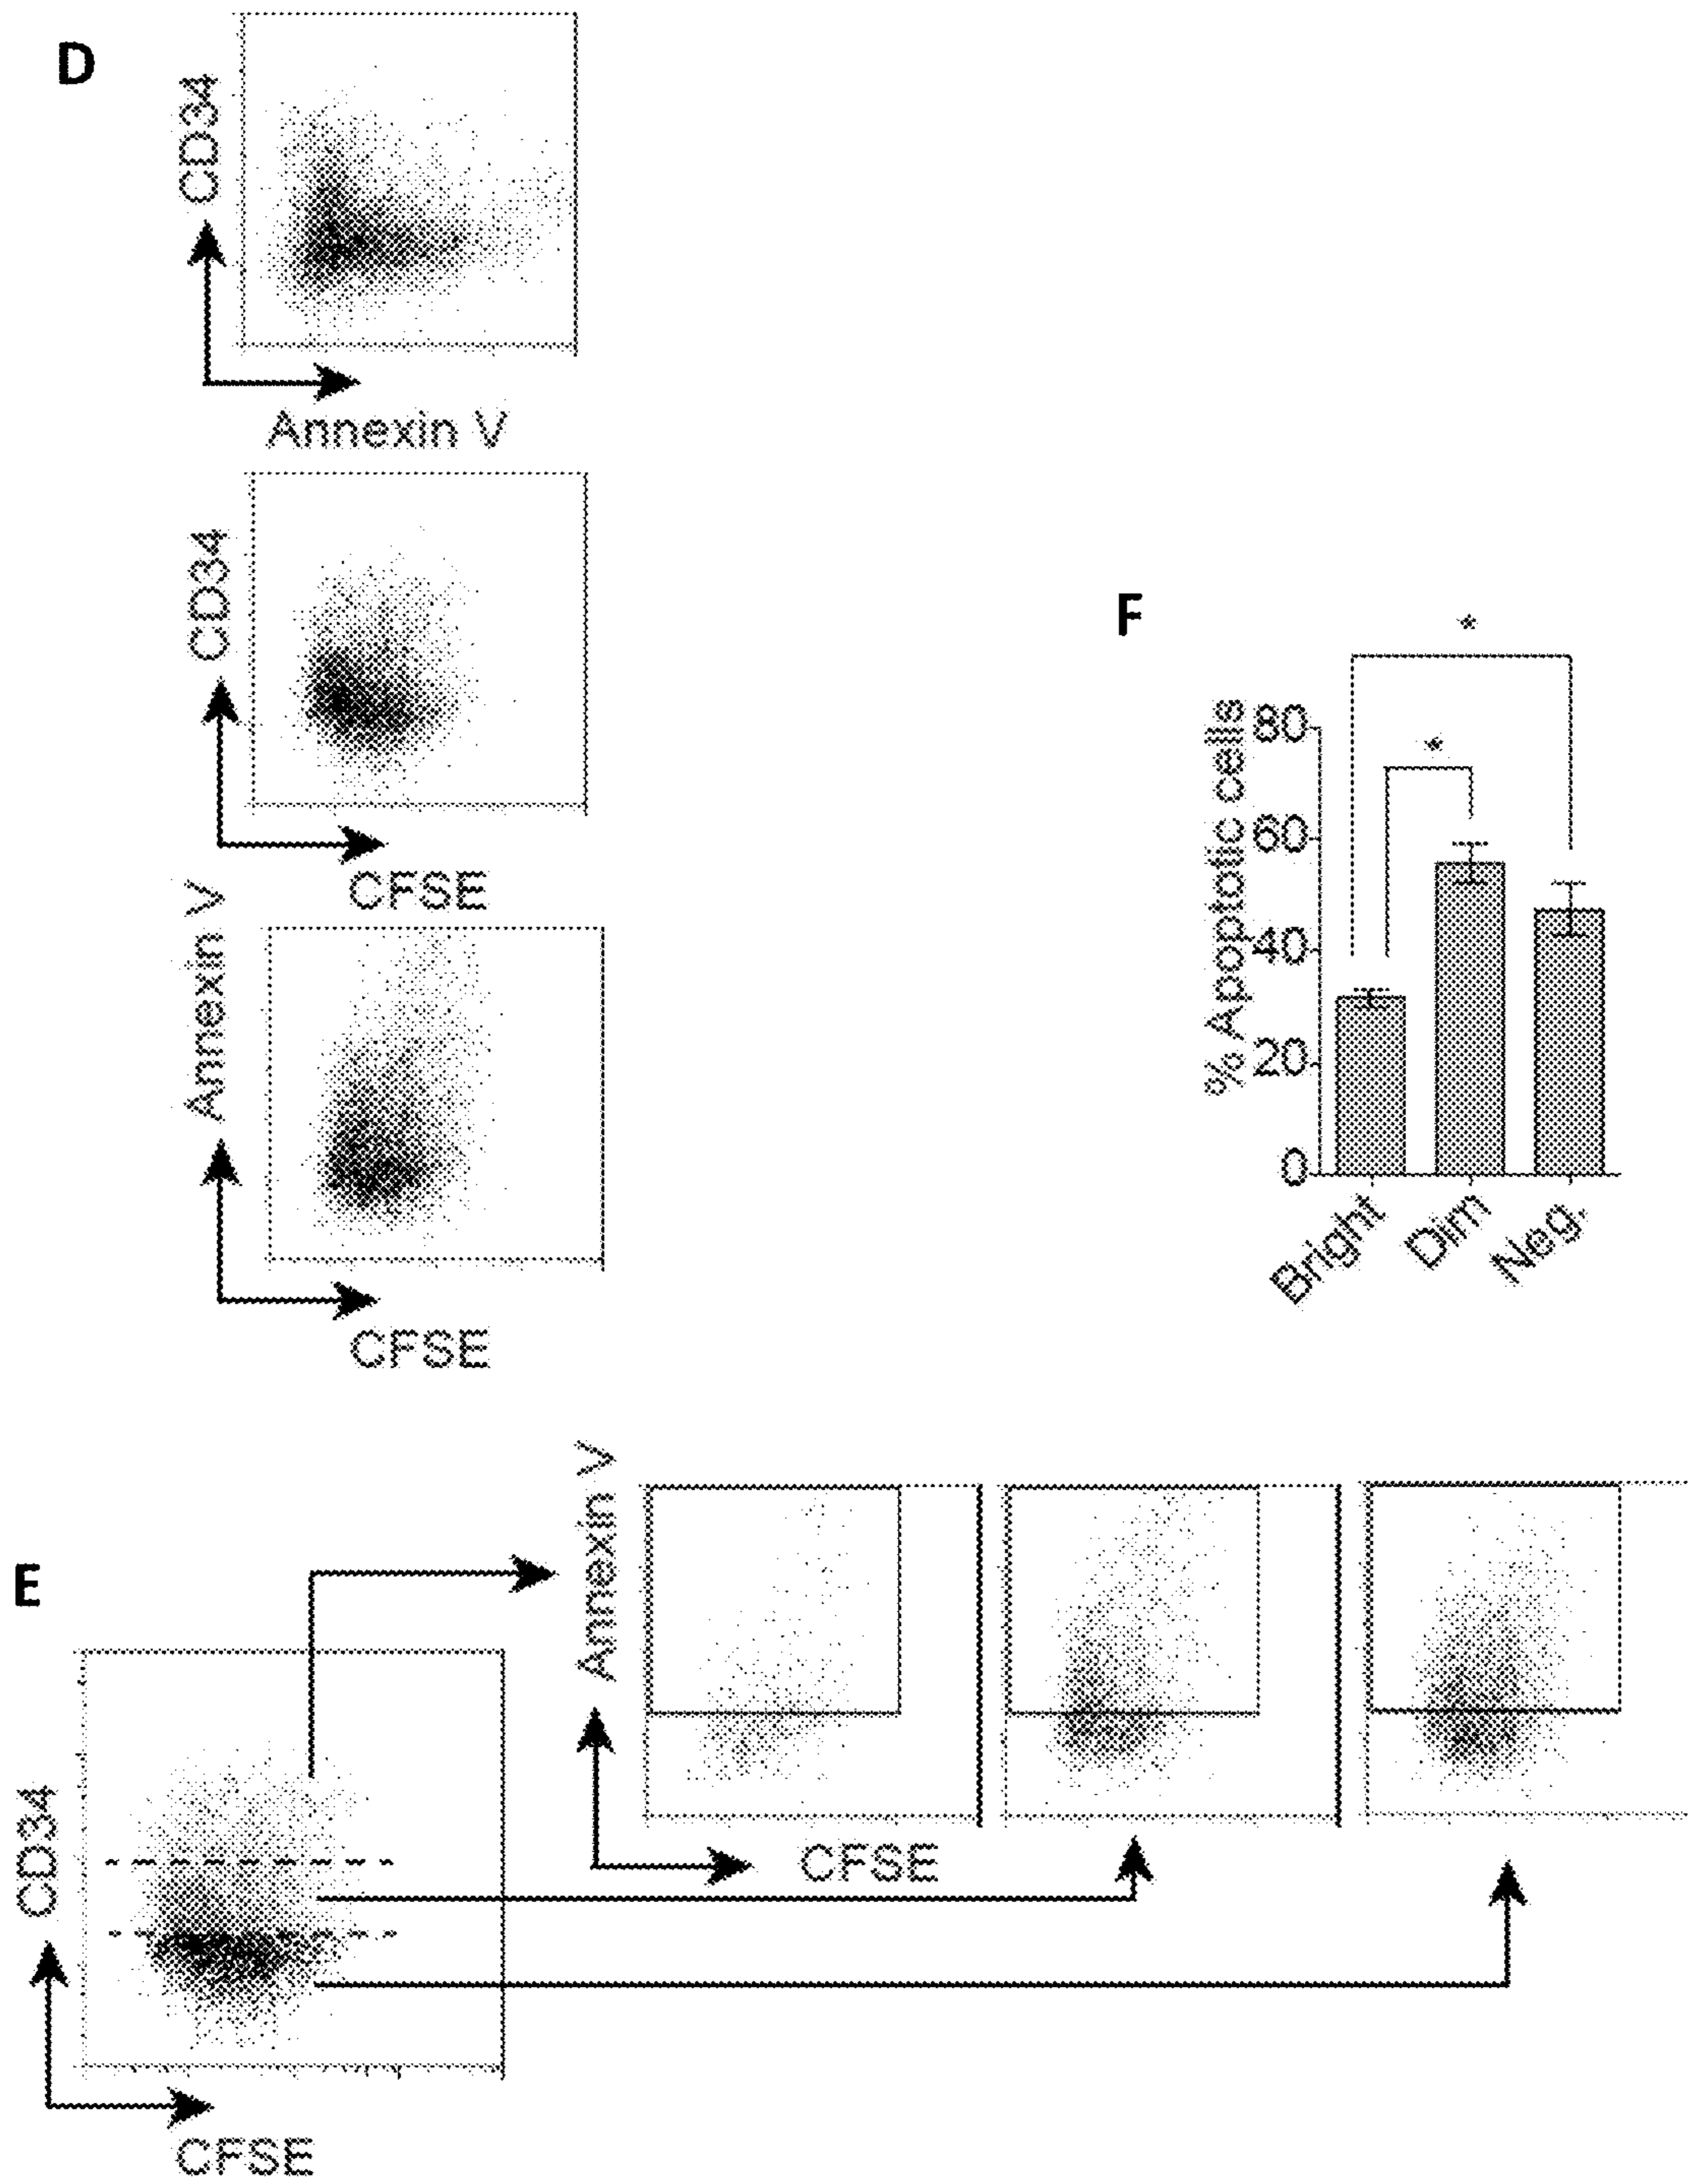 D
CD34
Annexin V
CD34
CFSE
Annexin V
CFSE
F
*
*
% Apoptotic cells
80
60
40
20
0
Bright
Dim
Neg.
E
Annexin V
CFSE
CD34
CFSE